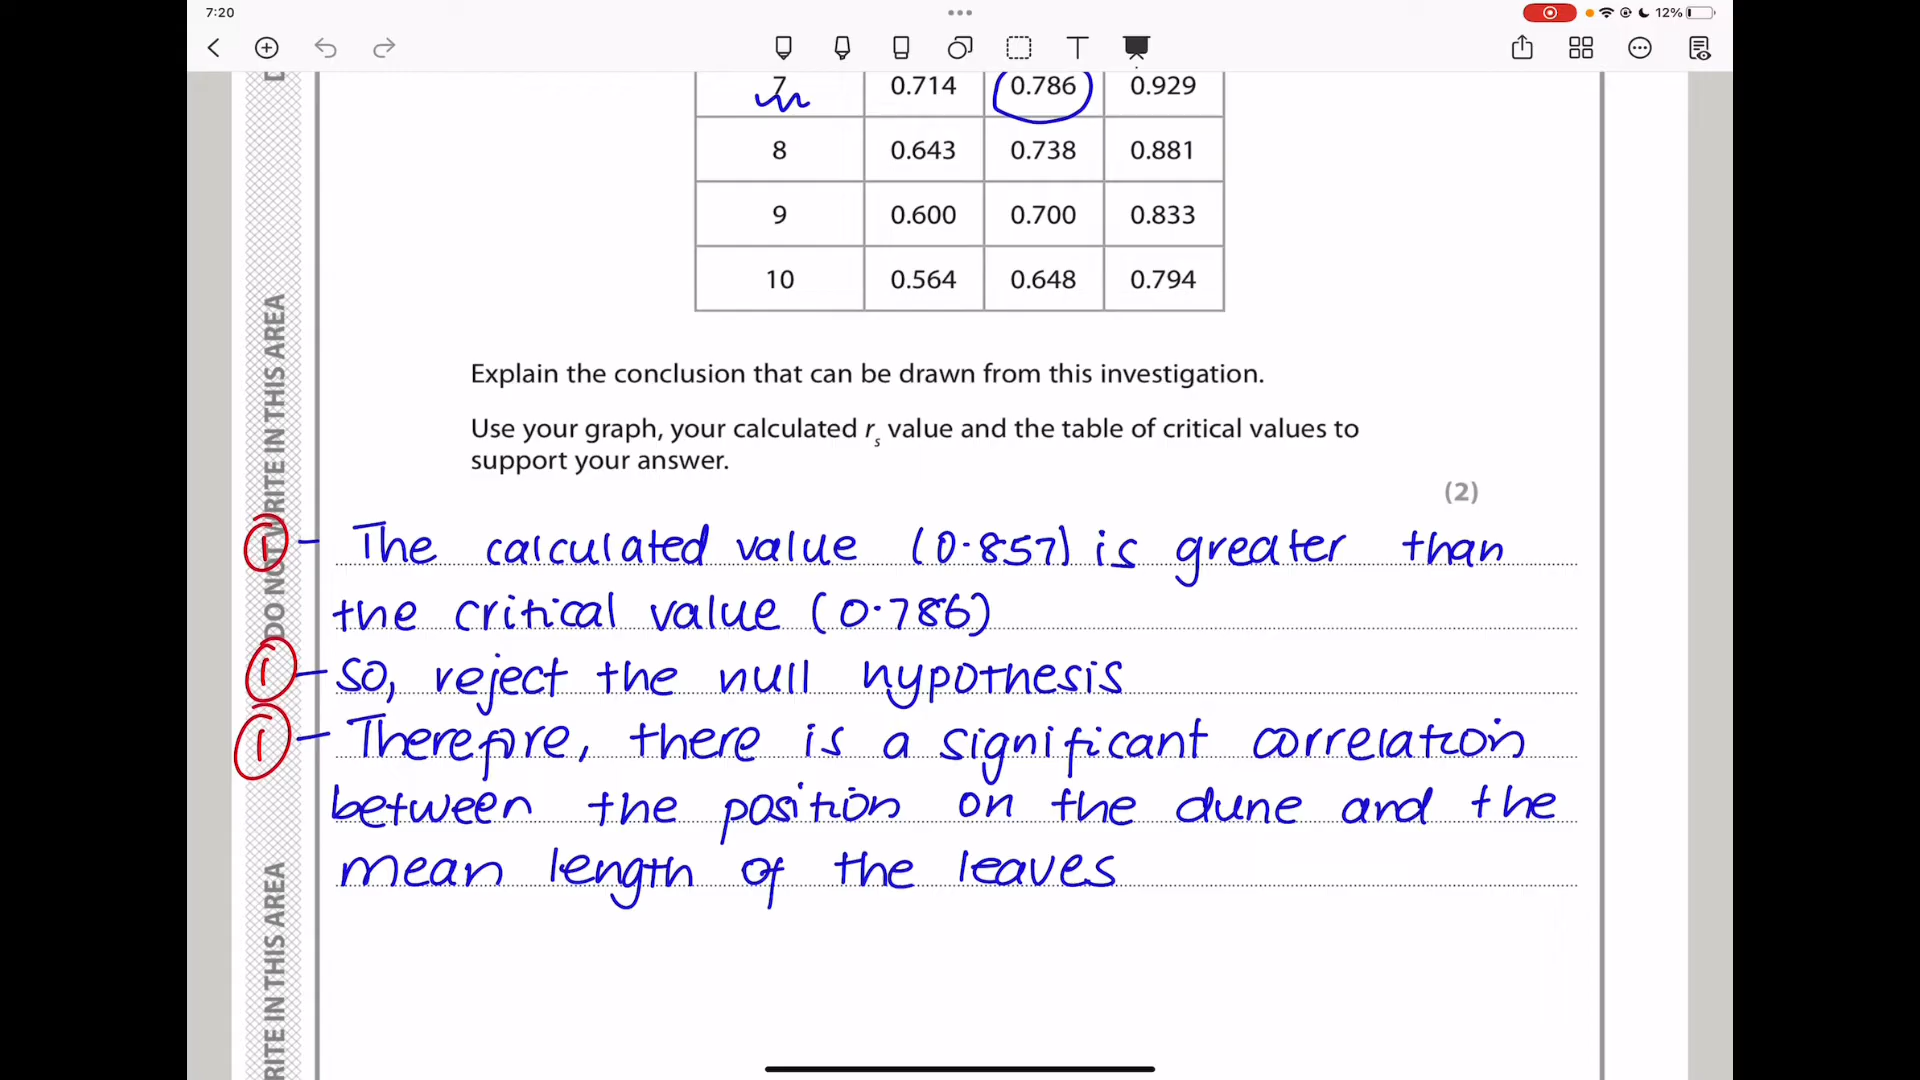 7:20
12%
7 0.714 0.786 0.929
8 0.643 0.738 0.881
9 0.600 0.700 0.833
10 0.564 0.648 0.794
Explain the conclusion that can be drawn from this investigation.
Use your graph, your calculated rs value and the table of critical values to
support your answer.
(2)
① - The calculated value (0.857) is greater than
the critical value (0.786)
① - so, reject the null hypothesis
① - Therefore, there is a significant correlation
between the position on the dune and the
mean length of the leaves
DO NOT WRITE IN THIS AREA
RITE IN THIS AREA